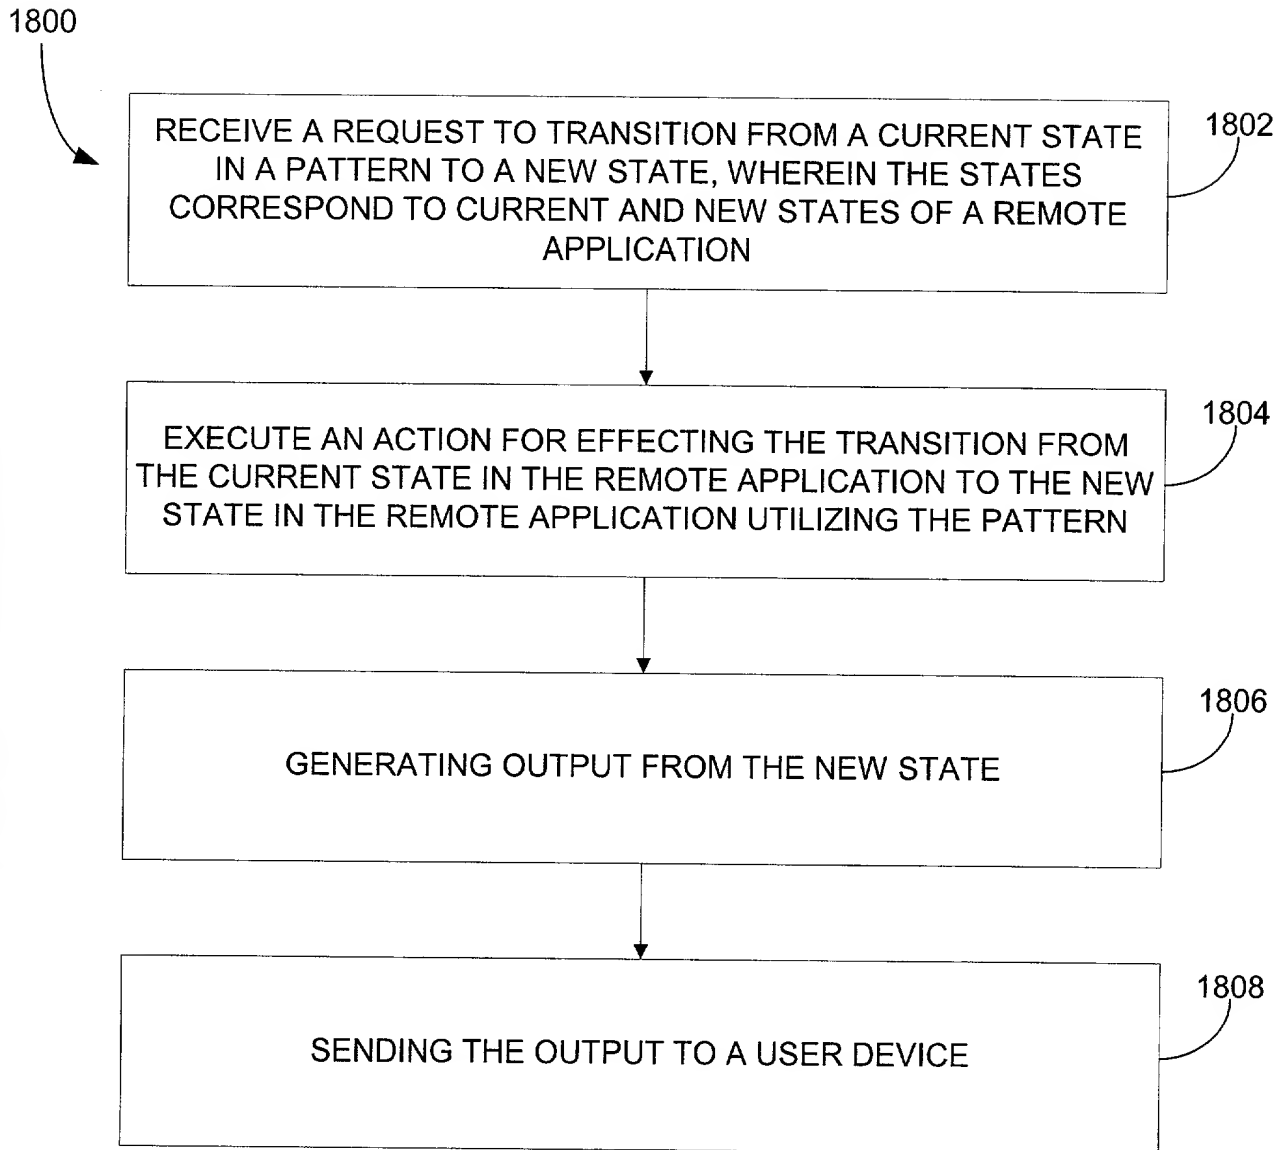 1800
RECEIVE A REQUEST TO TRANSITION FROM A CURRENT STATE
IN A PATTERN TO A NEW STATE, WHEREIN THE STATES
CORRESPOND TO CURRENT AND NEW STATES OF A REMOTE
APPLICATION
1802
EXECUTE AN ACTION FOR EFFECTING THE TRANSITION FROM
THE CURRENT STATE IN THE REMOTE APPLICATION TO THE NEW
STATE IN THE REMOTE APPLICATION UTILIZING THE PATTERN
1804
GENERATING OUTPUT FROM THE NEW STATE
1806
SENDING THE OUTPUT TO A USER DEVICE
1808